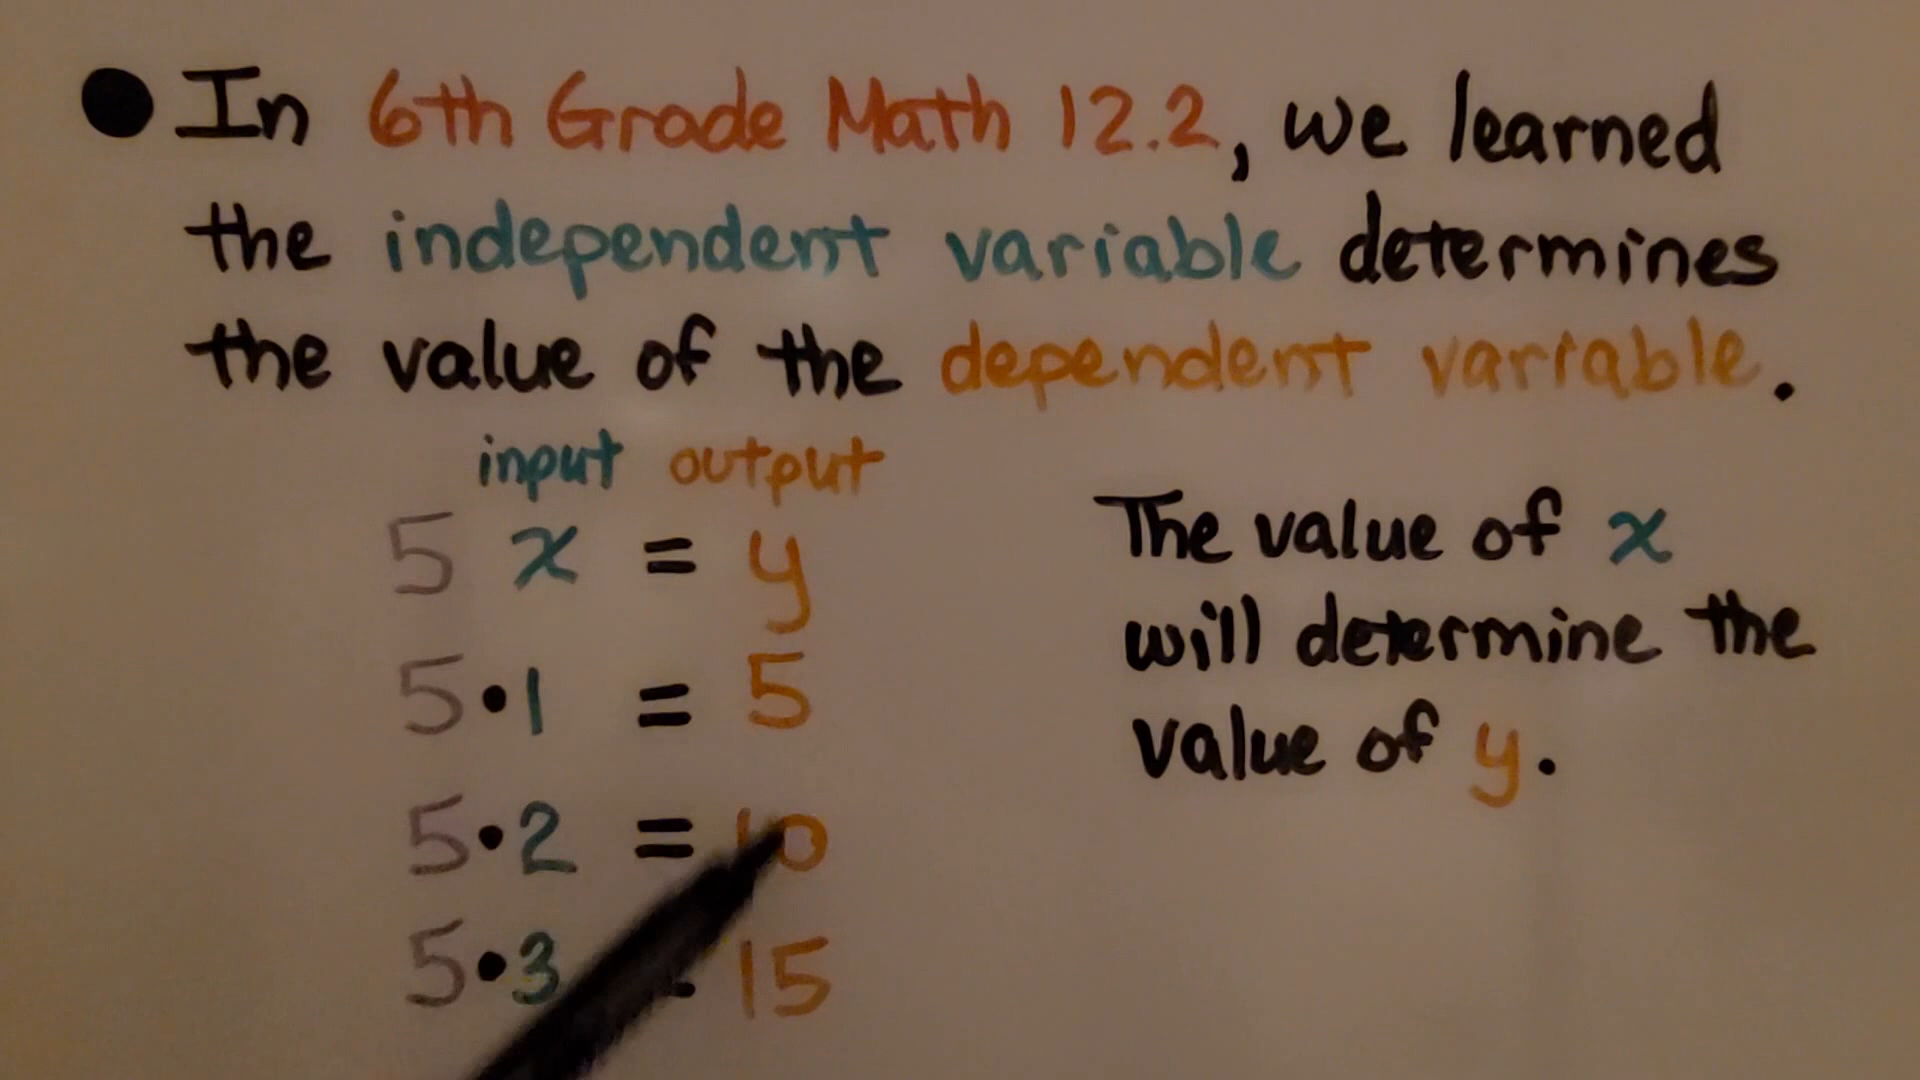 ● In 6th Grade Math 12.2, we learned
the independent variable determines
the value of the dependent variable.
input output
5 x = y
5•1 = 5
5•2 = 10
5•3 = 15
The value of x
will determine the
value of y.